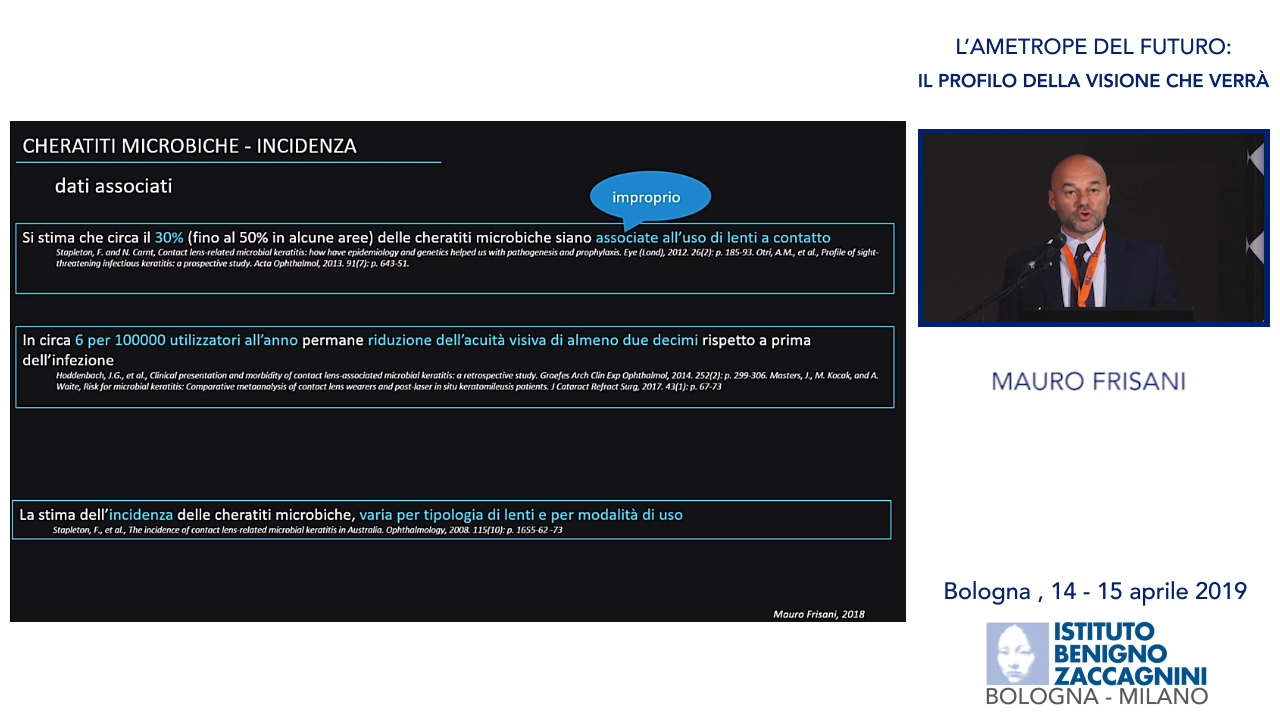 L'AMETROPE DEL FUTURO:
IL PROFILO DELLA VISIONE CHE VERRÀ
CHERATITI MICROBICHE - INCIDENZA
dati associati
improprio
Si stima che circa il 30% (fino al 50% in alcune aree) delle cheratiti microbiche siano associate all'uso di lenti a contatto
Stapleton, F. and N. Carnt, Contact lens-related microbial keratitis: how have epidemiology and genetics helped us with pathogenesis and prophylaxis. Eye (Lond), 2012. 26(2): p. 185-93. Otri, A.M., et al., Profile of sight-
threatening infectious keratitis: a prospective study. Acta Ophthalmol, 2013. 91(7): p. 643-51.
In circa 6 per 100000 utilizzatori all'anno permane riduzione dell'acuità visiva di almeno due decimi rispetto a prima
dell'infezione
Hoddenbach, J.G., et al., Clinical presentation and morbidity of contact lens-associated microbial keratitis: a retrospective study. Graefes Arch Clin Exp Ophthalmol, 2014. 252(2): p. 299-306. Masters, J., M. Kocak, and A.
Waite, Risk for microbial keratitis: Comparative metaanalysis of contact lens wearers and post-laser in situ keratomileusis patients. J Cataract Refract Surg, 2017. 43(1): p. 67-73
La stima dell'incidenza delle cheratiti microbiche, varia per tipologia di lenti e per modalità di uso
Stapleton, F., et al., The incidence of contact lens-related microbial keratitis in Australia. Ophthalmology, 2008. 115(10): p. 1655-62 -73
Mauro Frisani, 2018
MAURO FRISANI
Bologna , 14 - 15 aprile 2019
ISTITUTO
BENIGNO
ZACCAGNINI
BOLOGNA - MILANO